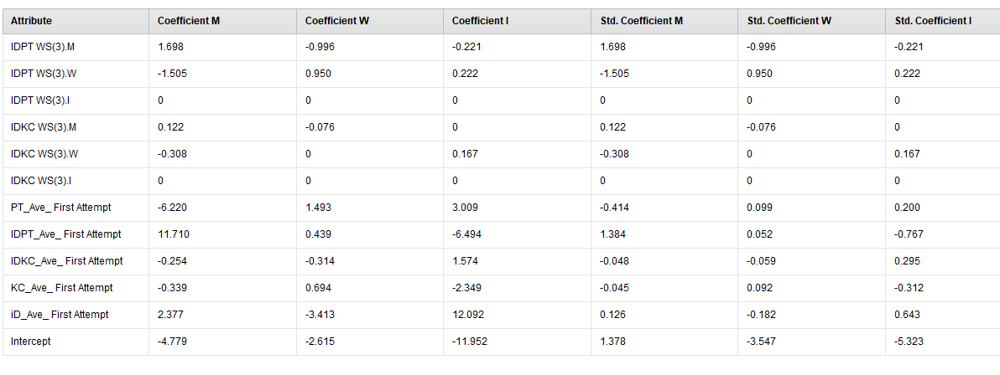 Attribute Coefficient M Coefficient W Coefficient I Std. Coefficient M Std. Coefficient W Std. Coefficient I
IDPT WS(3).M 1.698 -0.996 -0.221 1.698 -0.996 -0.221
IDPT WS(3).W -1.505 0.950 0.222 -1.505 0.950 0.222
IDPT WS(3).I 0 0 0 0 0 0
IDKC WS(3).M 0.122 -0.076 0 0.122 -0.076 0
IDKC WS(3).W -0.308 0 0.167 -0.308 0 0.167
IDKC WS(3).I 0 0 0 0 0 0
PT_Ave_ First Attempt -6.220 1.493 3.009 -0.414 0.099 0.200
IDPT_Ave_ First Attempt 11.710 0.439 -6.494 1.384 0.052 -0.767
IDKC_Ave_ First Attempt -0.254 -0.314 1.574 -0.048 -0.059 0.295
KC_Ave_ First Attempt -0.339 0.694 -2.349 -0.045 0.092 -0.312
iD_Ave_ First Attempt 2.377 -3.413 12.092 0.126 -0.182 0.643
Intercept -4.779 -2.615 -11.952 1.378 -3.547 -5.323